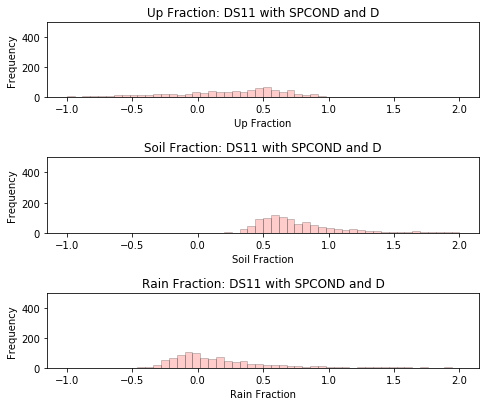 Up Fraction: DS11 with SPCOND and D
400
200
0
Frequency
−1.0 −0.5 0.0 0.5 1.0 1.5 2.0
Up Fraction
Soil Fraction: DS11 with SPCOND and D
400
200
0
Frequency
−1.0 −0.5 0.0 0.5 1.0 1.5 2.0
Soil Fraction
Rain Fraction: DS11 with SPCOND and D
400
200
0
Frequency
−1.0 −0.5 0.0 0.5 1.0 1.5 2.0
Rain Fraction